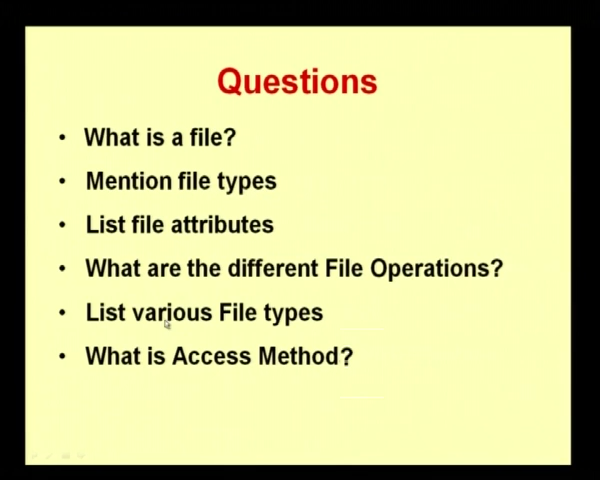 Questions
• What is a file?
• Mention file types
• List file attributes
• What are the different File Operations?
• List various File types
• What is Access Method?